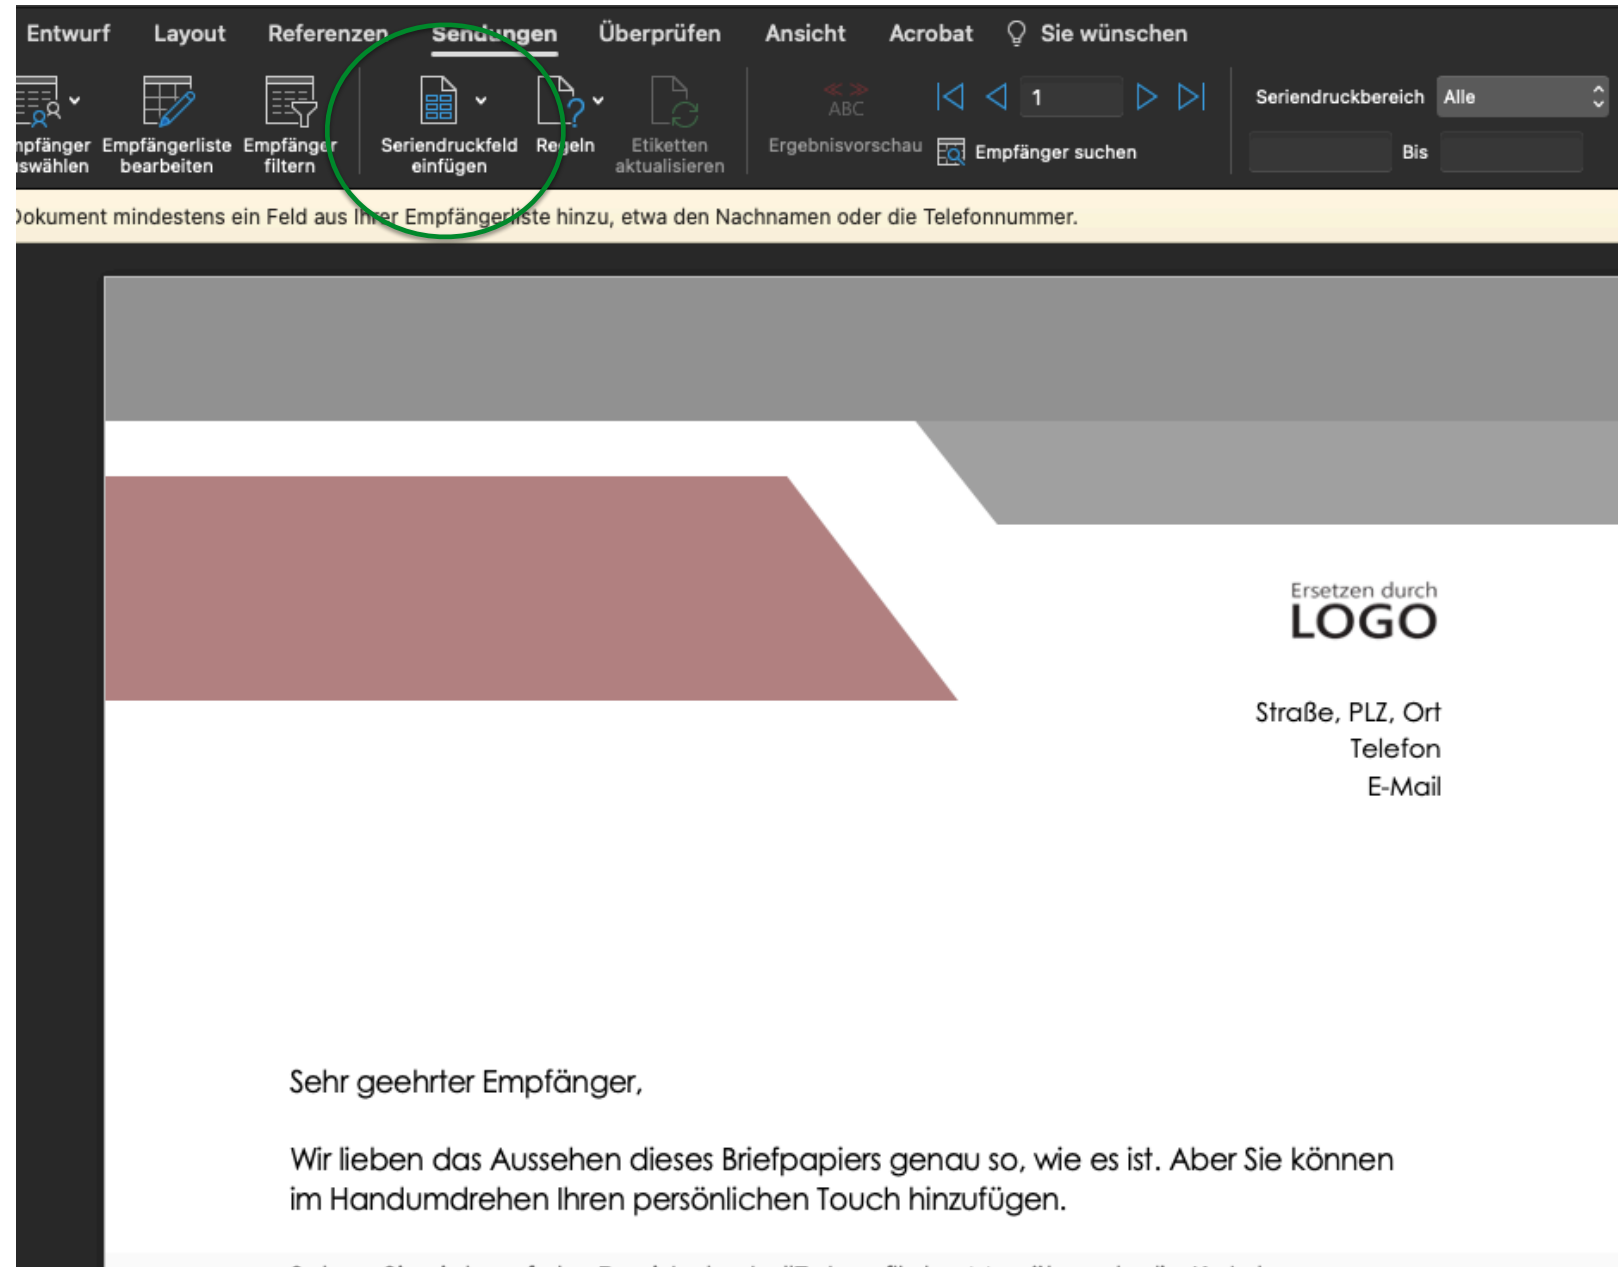 Entwurf Layout Referenzen Sendungen Überprüfen Ansicht Acrobat Sie wünschen
Empfängerliste bearbeiten
Empfänger filtern
Seriendruckfeld einfügen
Regeln
Etiketten aktualisieren
ABC
Ergebnisvorschau
1
Empfänger suchen
Seriendruckbereich Alle
Bis
Dokument mindestens ein Feld aus Ihrer Empfängerliste hinzu, etwa den Nachnamen oder die Telefonnummer.
Ersetzen durch
LOGO
Straße, PLZ, Ort
Telefon
E-Mail
Sehr geehrter Empfänger,
Wir lieben das Aussehen dieses Briefpapiers genau so, wie es ist. Aber Sie können
im Handumdrehen Ihren persönlichen Touch hinzufügen.